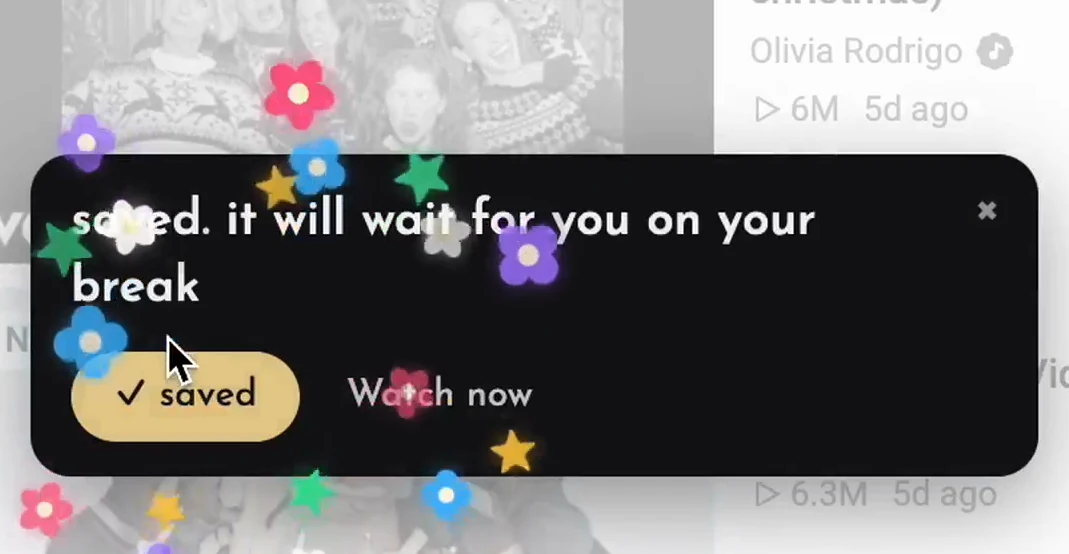 Olivia Rodrigo
6M 5d ago
saved. it will wait for you on your
break
✓ saved
Watch now
6.3M 5d ago